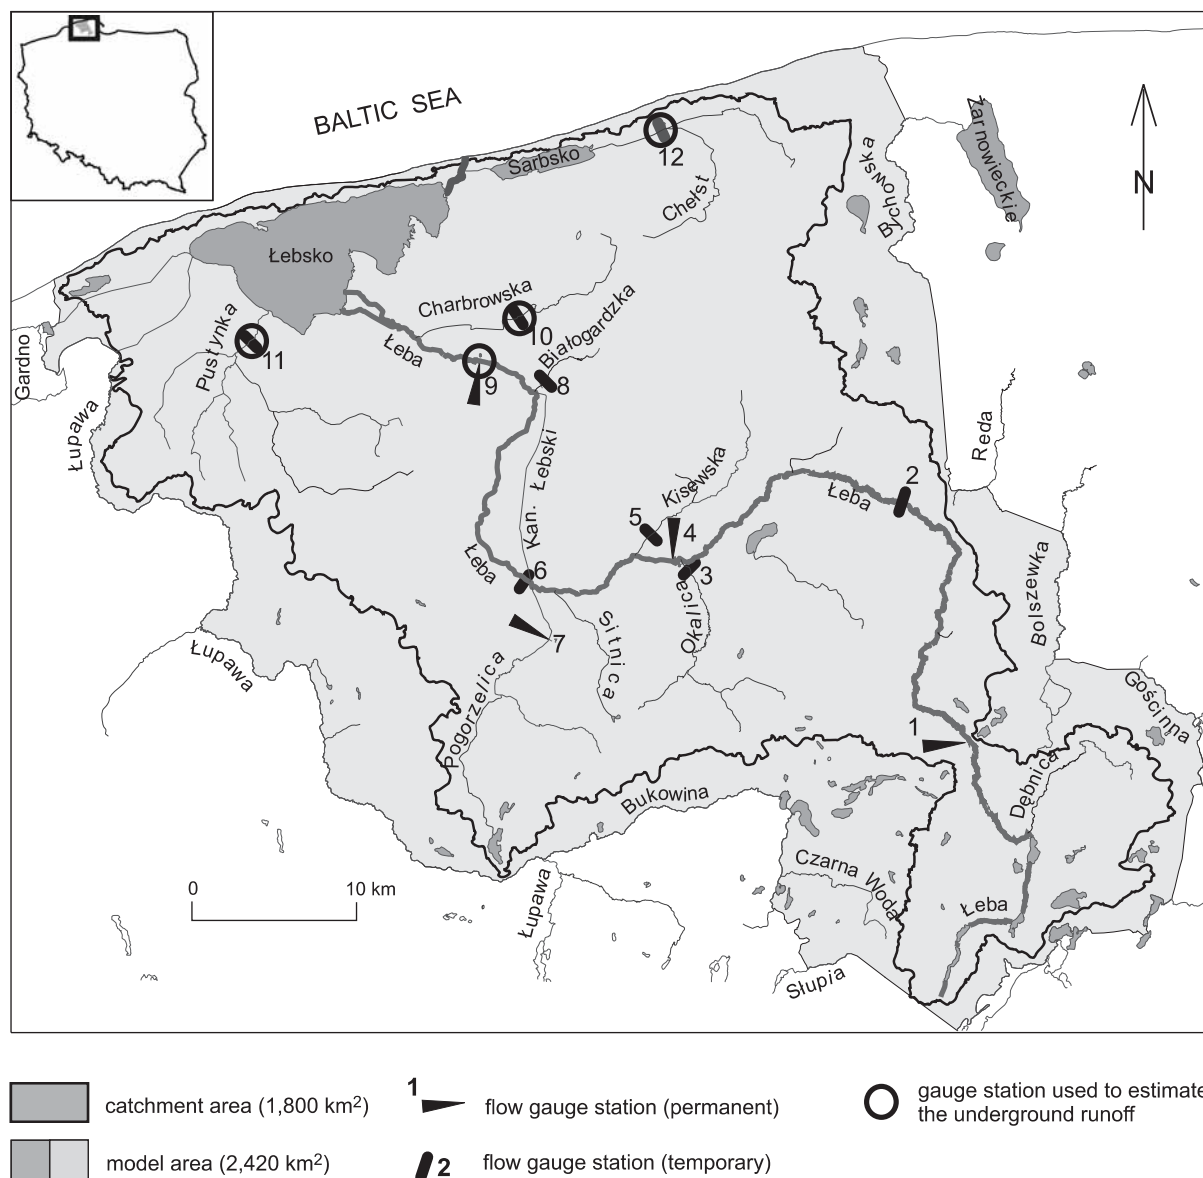 BALTIC SEA
Żarnowieckie
Sarbsko
12
Chełst
Bychowska
N
Łebsko
Charbrowska
10
Białogardzka
Pustynka
11
Łeba
9
8
Gardno
Łupawa
Kan. Łebski
Kisewska
5
4
3
Łeba
2
Reda
Łeba
6
7
Sitnica
Okalica
Bolszewka
Łupawa
Pogorzelica
Gościnna
1
Dębnica
Bukowina
Czarna Woda
Łeba
0 10 km
Łupawa
Słupia
catchment area (1,800 km²)
1
flow gauge station (permanent)
gauge station used to estimate
the underground runoff
model area (2,420 km²)
2
flow gauge station (temporary)